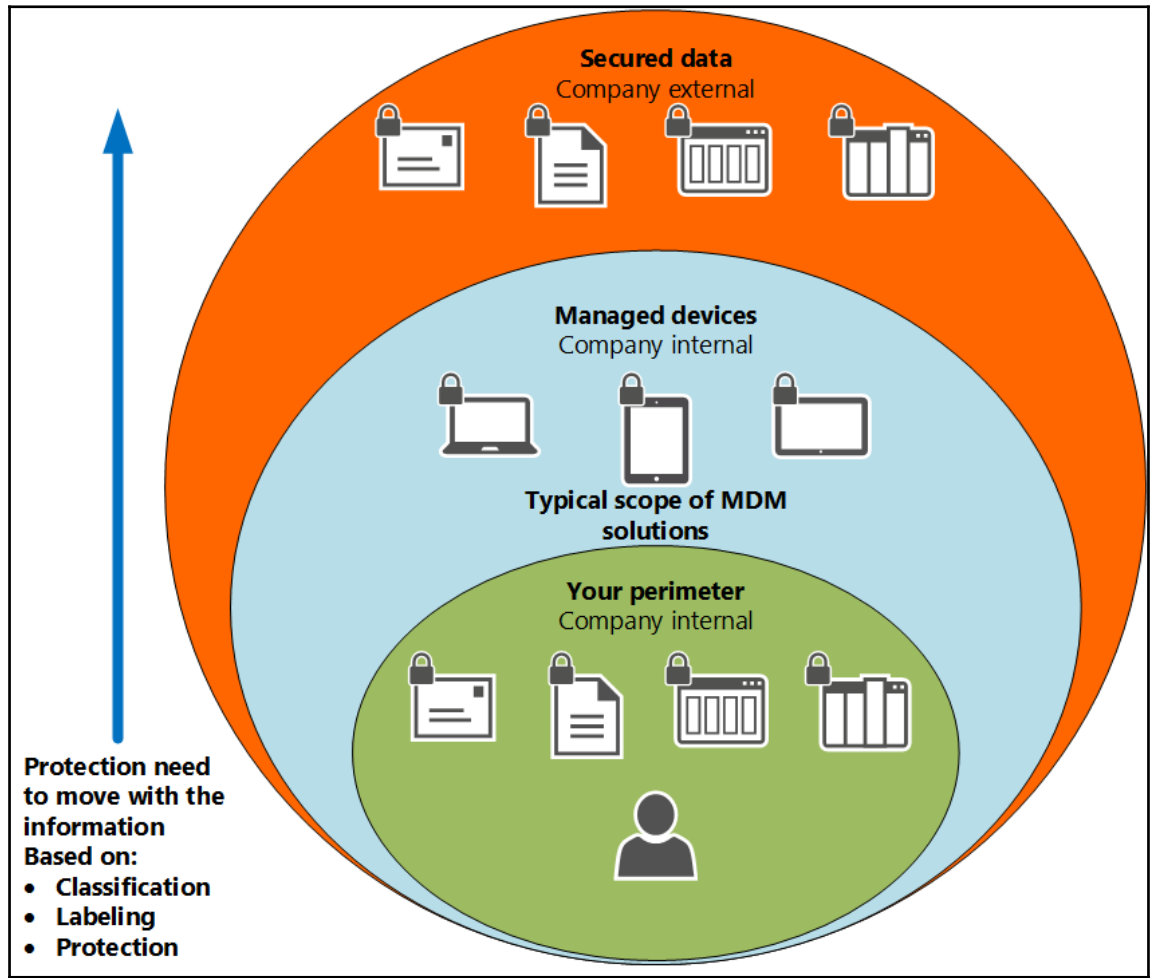 Secured data
Company external
Managed devices
Company internal
Typical scope of MDM
solutions
Your perimeter
Company internal
Protection need
to move with the
information
Based on:
• Classification
• Labeling
• Protection